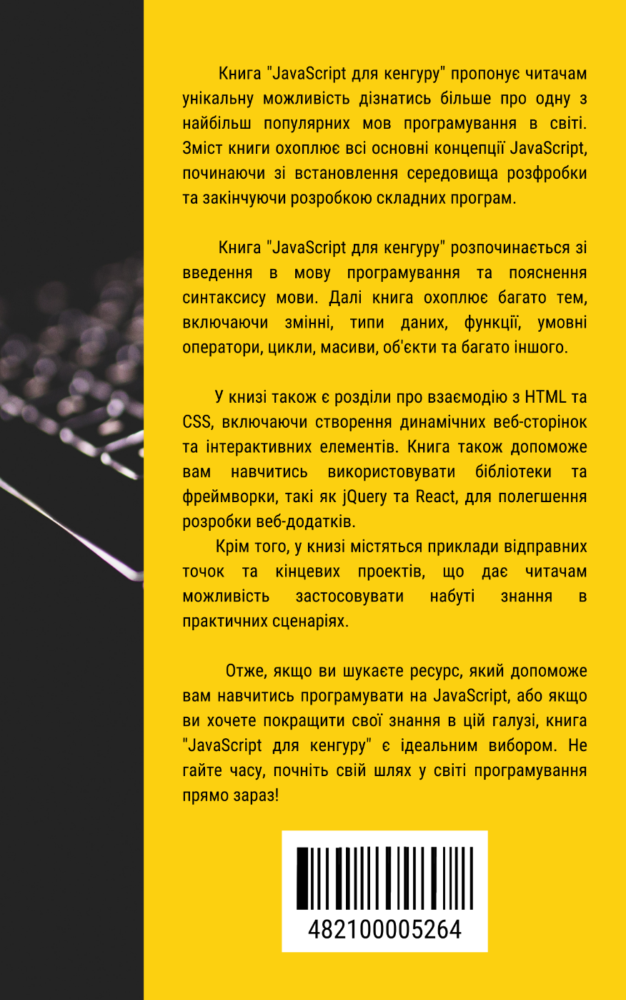 Книга "JavaScript для кенгуру" пропонує читачам
унікальну можливість дізнатись більше про одну з
найбільш популярних мов програмування в світі.
Зміст книги охоплює всі основні концепції JavaScript,
починаючи зі встановлення середовища розфробки
та закінчуючи розробкою складних програм.
Книга "JavaScript для кенгуру" розпочинається зі
введення в мову програмування та пояснення
синтаксису мови. Далі книга охоплює багато тем,
включаючи змінні, типи даних, функції, умовні
оператори, цикли, масиви, об'єкти та багато іншого.
У книзі також є розділи про взаємодію з HTML та
CSS, включаючи створення динамічних веб-сторінок
та інтерактивних елементів. Книга також допоможе
вам навчитись використовувати бібліотеки та
фреймворки, такі як jQuery та React, для полегшення
розробки веб-додатків.
Крім того, у книзі містяться приклади відправних
точок та кінцевих проектів, що дає читачам
можливість застосовувати набуті знання в
практичних сценаріях.
Отже, якщо ви шукаєте ресурс, який допоможе
вам навчитись програмувати на JavaScript, або якщо
ви хочете покращити свої знання в цій галузі, книга
"JavaScript для кенгуру" є ідеальним вибором. Не
гайте часу, почніть свій шлях у світі програмування
прямо зараз!
482100005264